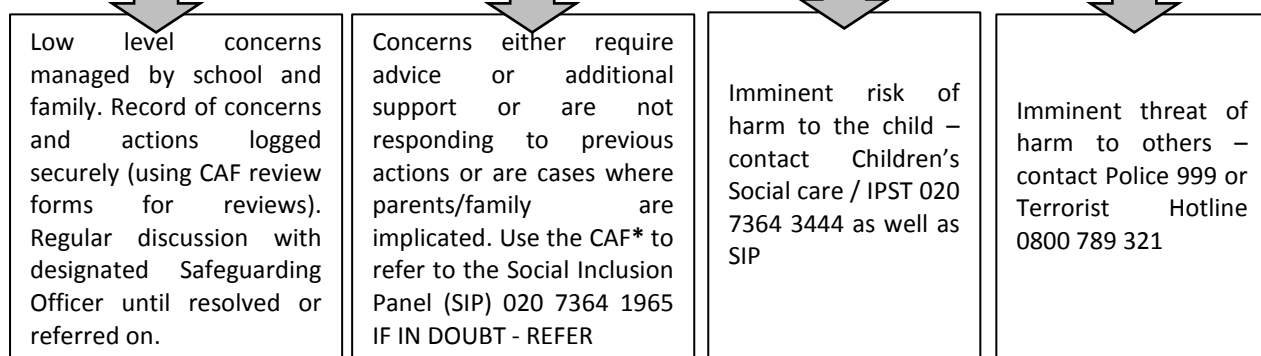 Low level concerns
managed by school and
family. Record of concerns
and actions logged
securely (using CAF review
forms for reviews).
Regular discussion with
designated Safeguarding
Officer until resolved or
referred on.
Concerns either require
advice or additional
support or are not
responding to previous
actions or are cases where
parents/family are
implicated. Use the CAF* to
refer to the Social Inclusion
Panel (SIP) 020 7364 1965
IF IN DOUBT - REFER
Imminent risk of
harm to the child –
contact Children's
Social care / IPST 020
7364 3444 as well as
SIP
Imminent threat of
harm to others –
contact Police 999 or
Terrorist Hotline
0800 789 321